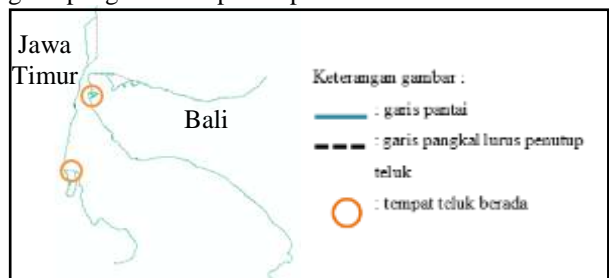 Jawa
Timur
Bali
Keterangan gambar :
: garis pantai
: garis pangkal lurus penutup
teluk
: tempat teluk berada